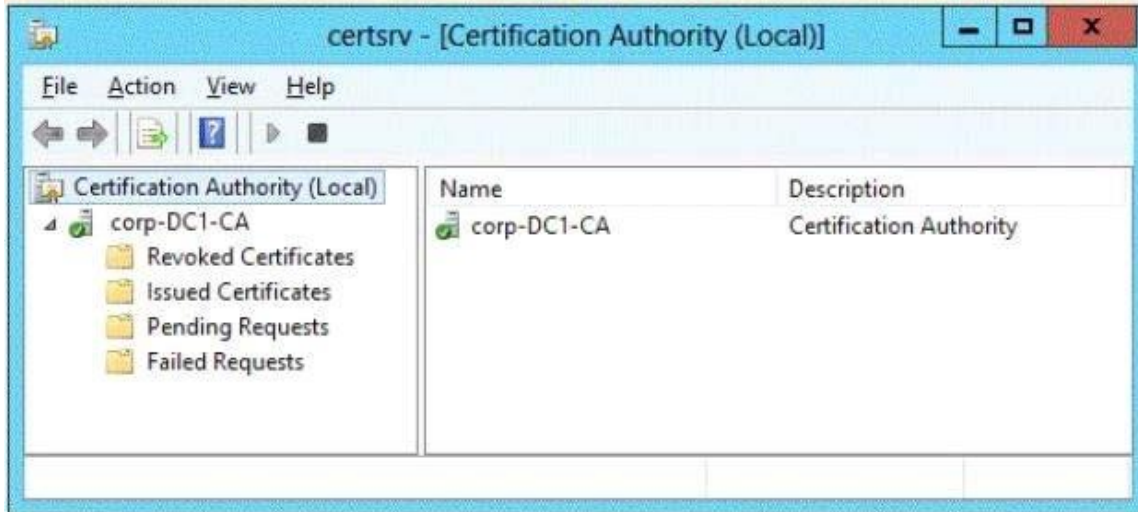 certsrv - [Certification Authority (Local)]
File Action View Help
Certification Authority (Local)
corp-DC1-CA
Revoked Certificates
Issued Certificates
Pending Requests
Failed Requests
Name Description
corp-DC1-CA Certification Authority